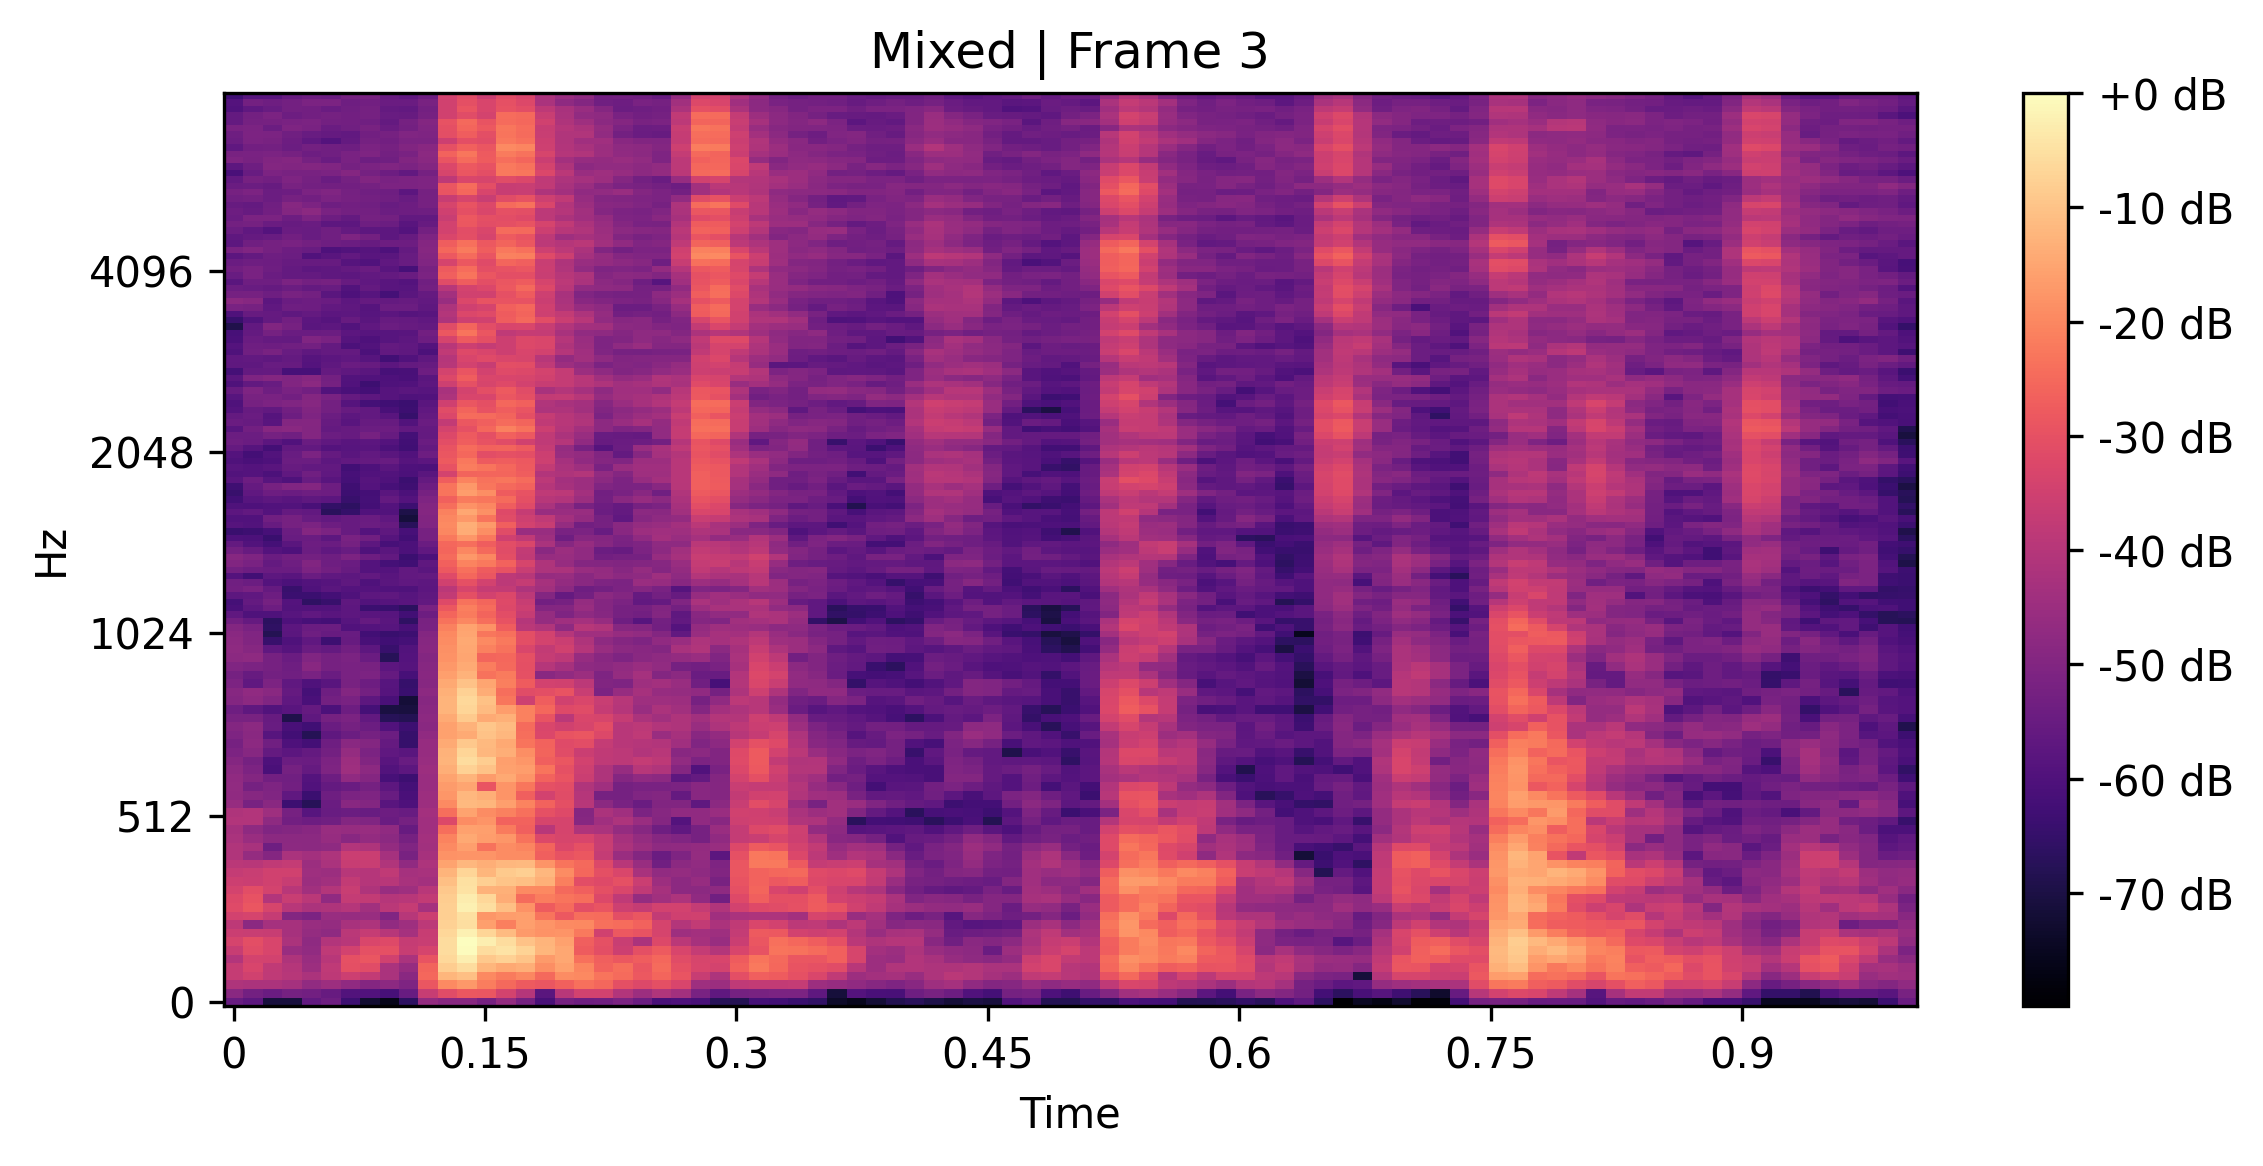 Mixed | Frame 3
Hz
4096
2048
1024
512
0
0 0.15 0.3 0.45 0.6 0.75 0.9
Time
+0 dB
-10 dB
-20 dB
-30 dB
-40 dB
-50 dB
-60 dB
-70 dB